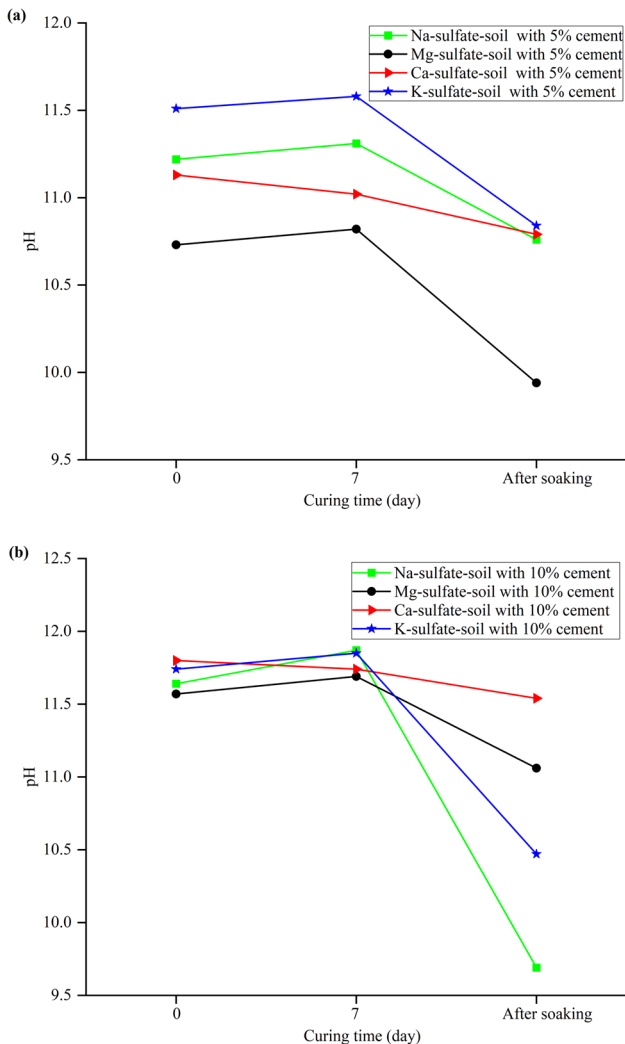 (a)
12.0
11.5
11.0
10.5
10.0
9.5
pH
Na-sulfate-soil with 5% cement
Mg-sulfate-soil with 5% cement
Ca-sulfate-soil with 5% cement
K-sulfate-soil with 5% cement
0
7
After soaking
Curing time (day)
(b)
12.5
12.0
11.5
11.0
10.5
10.0
9.5
pH
Na-sulfate-soil with 10% cement
Mg-sulfate-soil with 10% cement
Ca-sulfate-soil with 10% cement
K-sulfate-soil with 10% cement
0
7
After soaking
Curing time (day)